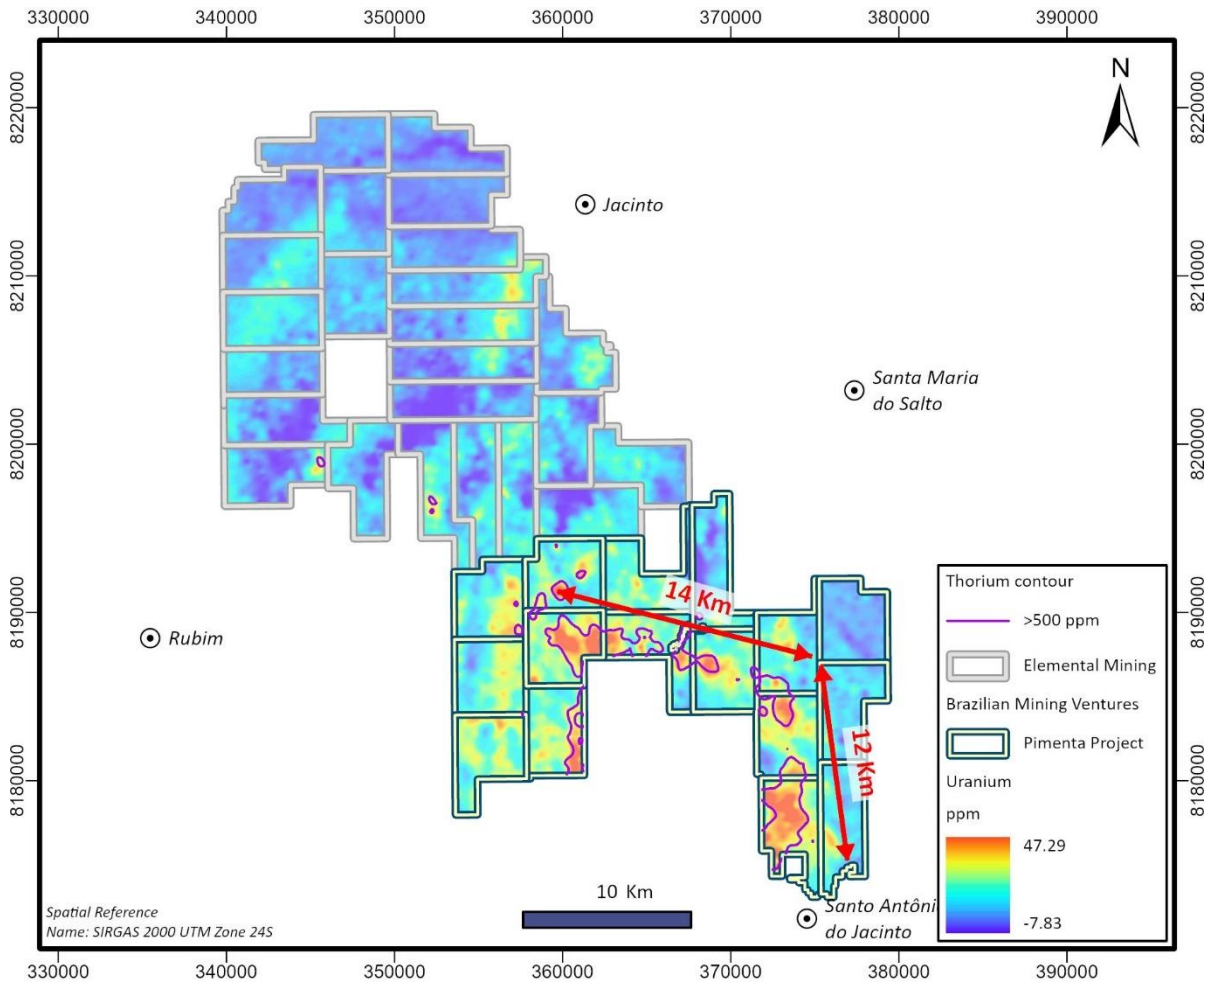 330000 340000 350000 360000 370000 380000 390000
8220000
8220000
N
Jacinto
8210000
8210000
Santa Maria
do Salto
8200000
8200000
14 Km
Thorium contour
>500 ppm
8190000
8190000
Rubim
Elemental Mining
Brazilian Mining Ventures
Pimenta Project
12 Km
8180000
8180000
Uranium
ppm
47.29
10 Km
Santo Antôni
do Jacinto
-7.83
Spatial Reference
Name: SIRGAS 2000 UTM Zone 24S
330000 340000 350000 360000 370000 380000 390000